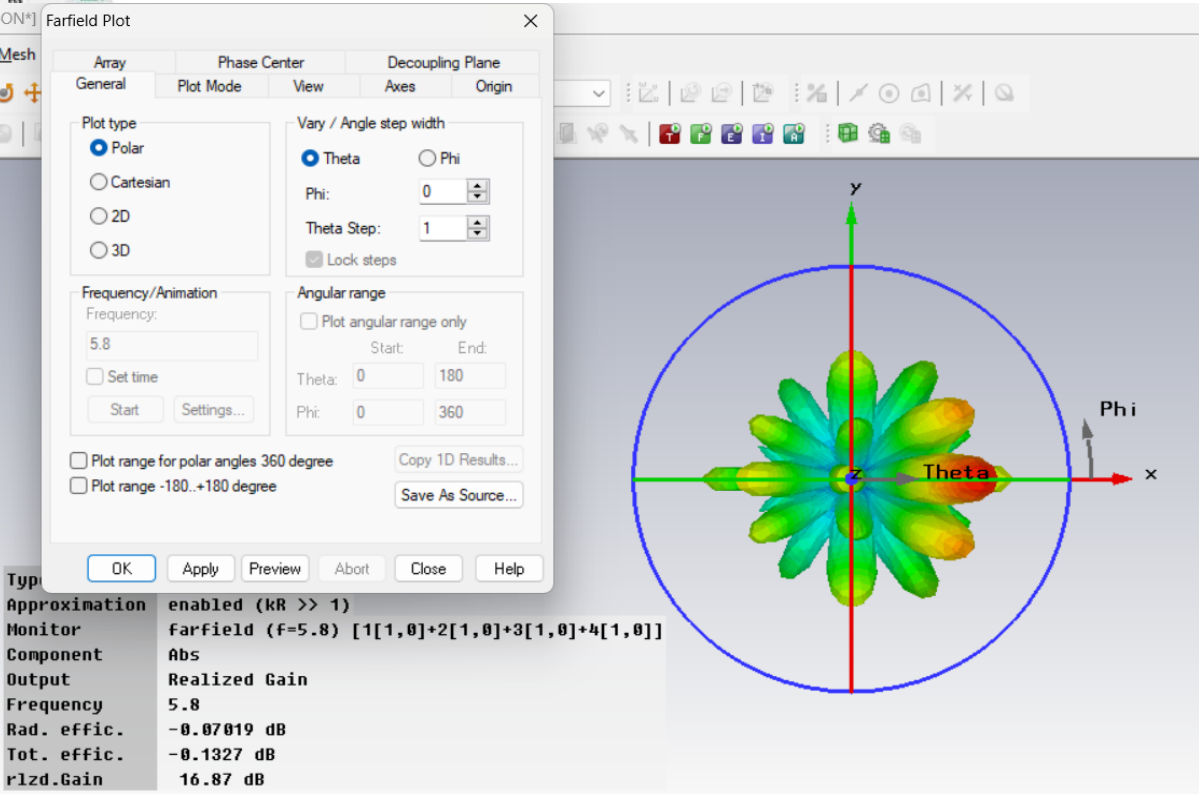 ON*]
Farfield Plot
Mesh
Array
Phase Center
Decoupling Plane
General
Plot Mode
View
Axes
Origin
Plot type
Polar
Cartesian
2D
3D
Vary / Angle step width
Theta
Phi
Phi:
0
Theta Step:
1
Lock steps
Frequency/Animation
Frequency:
5.8
Set time
Start
Settings...
Angular range
Plot angular range only
Start:
End:
Theta:
0
180
Phi:
0
360
Plot range for polar angles 360 degree
Plot range -180..+180 degree
Copy 1D Results...
Save As Source...
OK
Apply
Preview
Abort
Close
Help
T
F
E
I
A
y
Phi
Theta
z
x
Typ
Approximation enabled (kR >> 1)
Monitor farfield (f=5.8) [1[1,0]+2[1,0]+3[1,0]+4[1,0]]
Component Abs
Output Realized Gain
Frequency 5.8
Rad. effic. -0.07019 dB
Tot. effic. -0.1327 dB
rlzd.Gain 16.87 dB